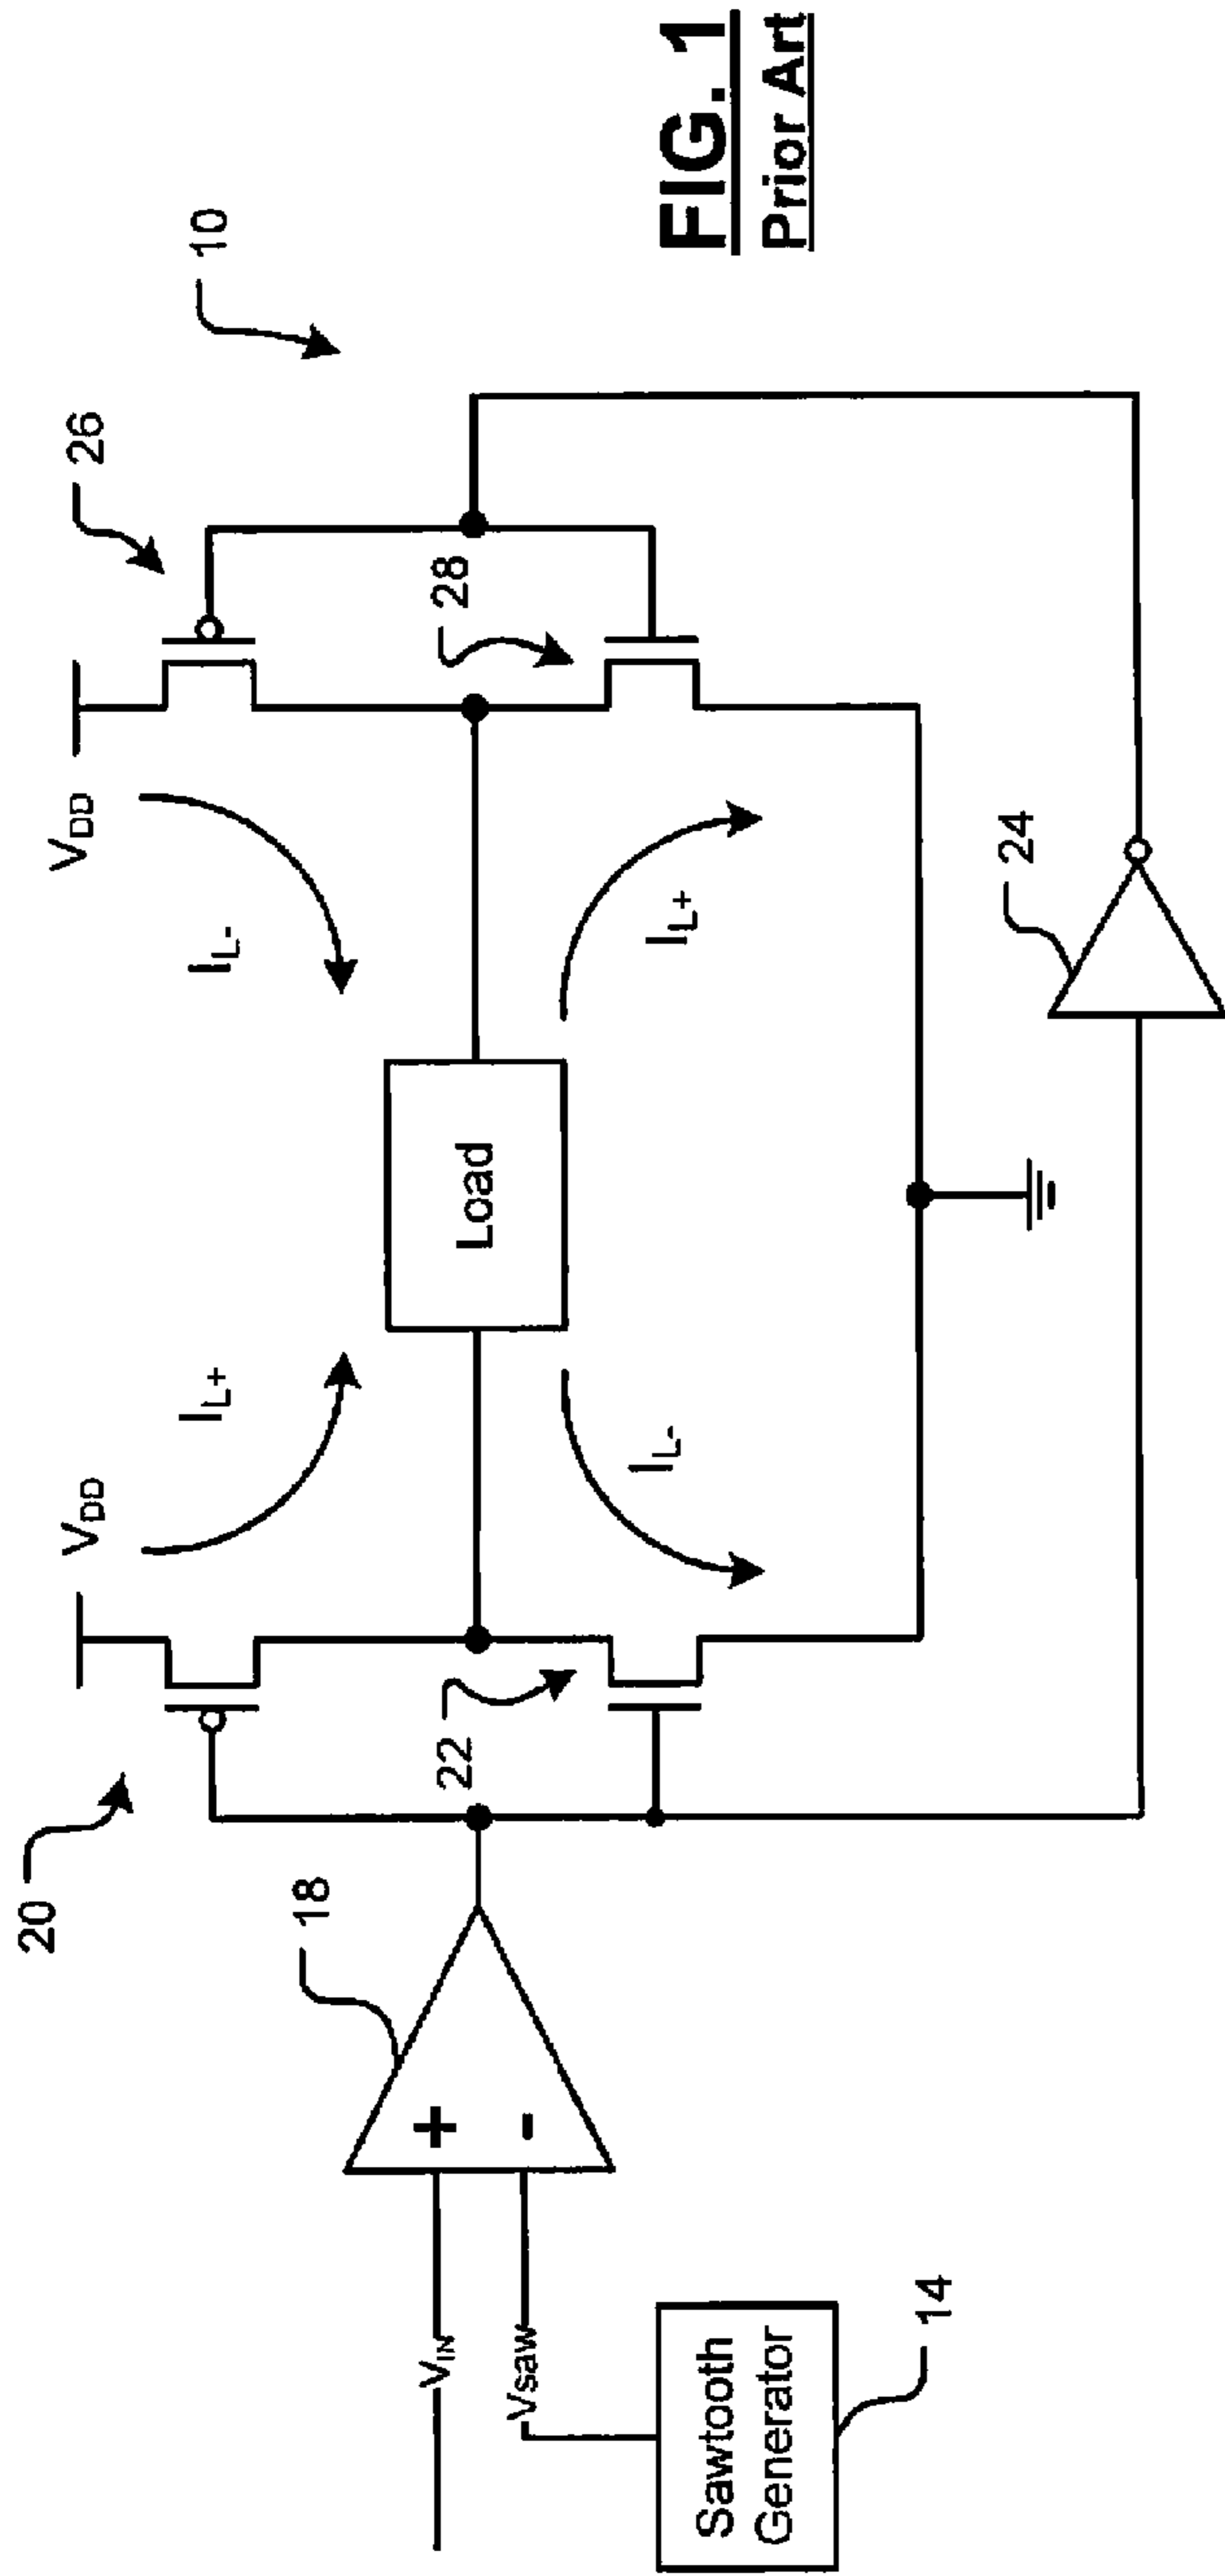 V_IN
Vsaw
Sawtooth
Generator
14
+
-
18
20
22
V_DD
I_L+
I_L-
Load
V_DD
I_L-
I_L+
28
26
24
10
FIG. 1
Prior Art